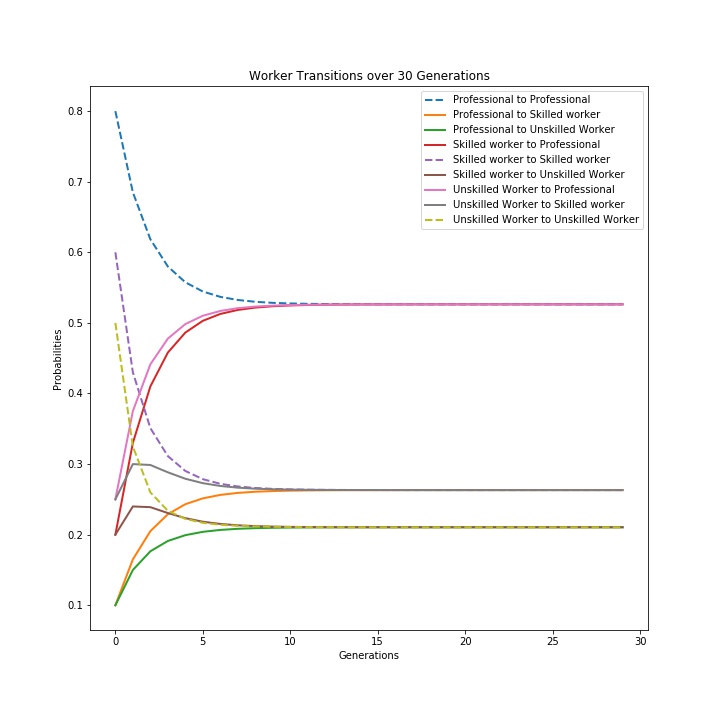 Worker Transitions over 30 Generations
Professional to Professional
Professional to Skilled worker
Professional to Unskilled Worker
Skilled worker to Professional
Skilled worker to Skilled worker
Skilled worker to Unskilled Worker
Unskilled Worker to Professional
Unskilled Worker to Skilled worker
Unskilled Worker to Unskilled Worker
Probabilities
0.8
0.7
0.6
0.5
0.4
0.3
0.2
0.1
0 5 10 15 20 25 30
Generations